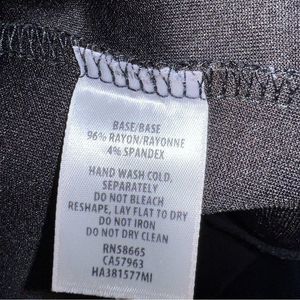 BASE/BASE
96% RAYON/RAYONNE
4% SPANDEX
HAND WASH COLD,
SEPARATELY
DO NOT BLEACH
RESHAPE, LAY FLAT TO DRY
DO NOT IRON
DO NOT DRY CLEAN
RN58665
CA57963
HA381577MI